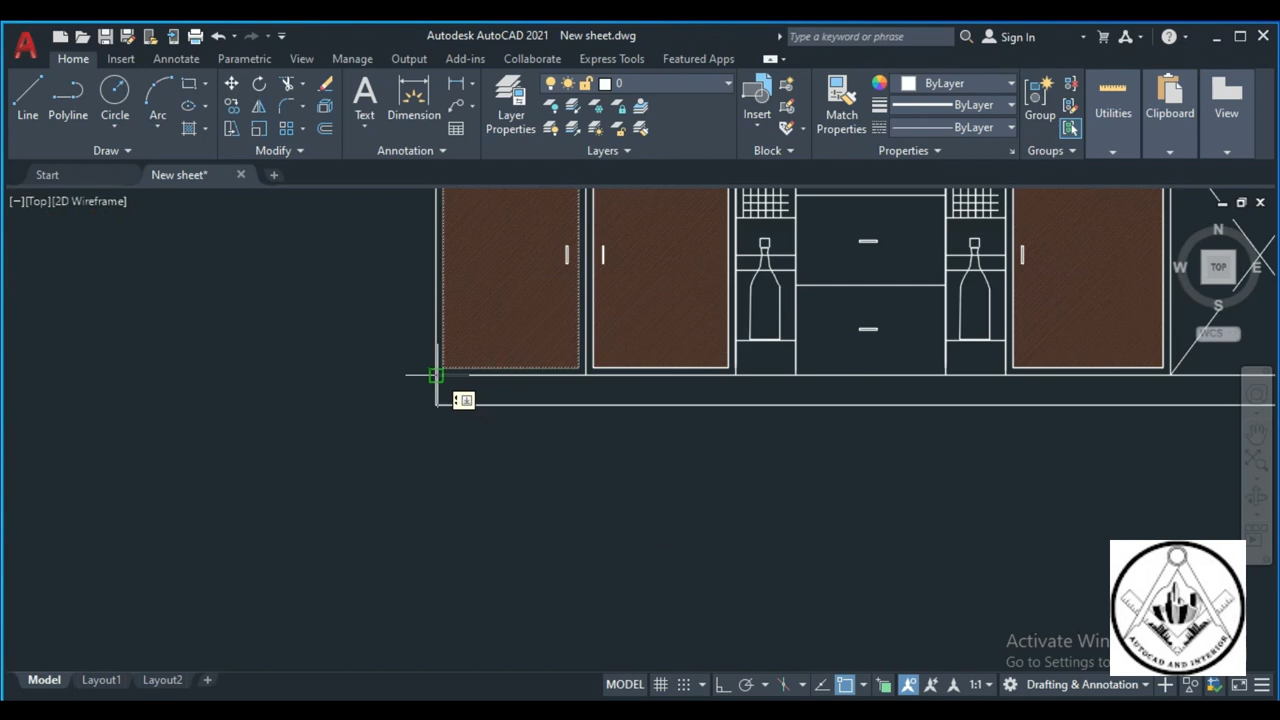 Autodesk AutoCAD 2021 New sheet.dwg
Type a keyword or phrase
Sign In
Home Insert Annotate Parametric View Manage Output Add-ins Collaborate Express Tools Featured Apps
Line Polyline Circle Arc
Text Dimension
Layer Properties
0
Insert
Match Properties
ByLayer
ByLayer
ByLayer
Group
Utilities Clipboard View
Draw Modify Annotation Layers Block Properties Groups
Start New sheet*
[−][Top][2D Wireframe]
N
W TOP E
S
WCS
Activate Win
Go to Settings to
AUTOCAD AND INTERIOR
Model Layout1 Layout2
MODEL 1:1 Drafting & Annotation